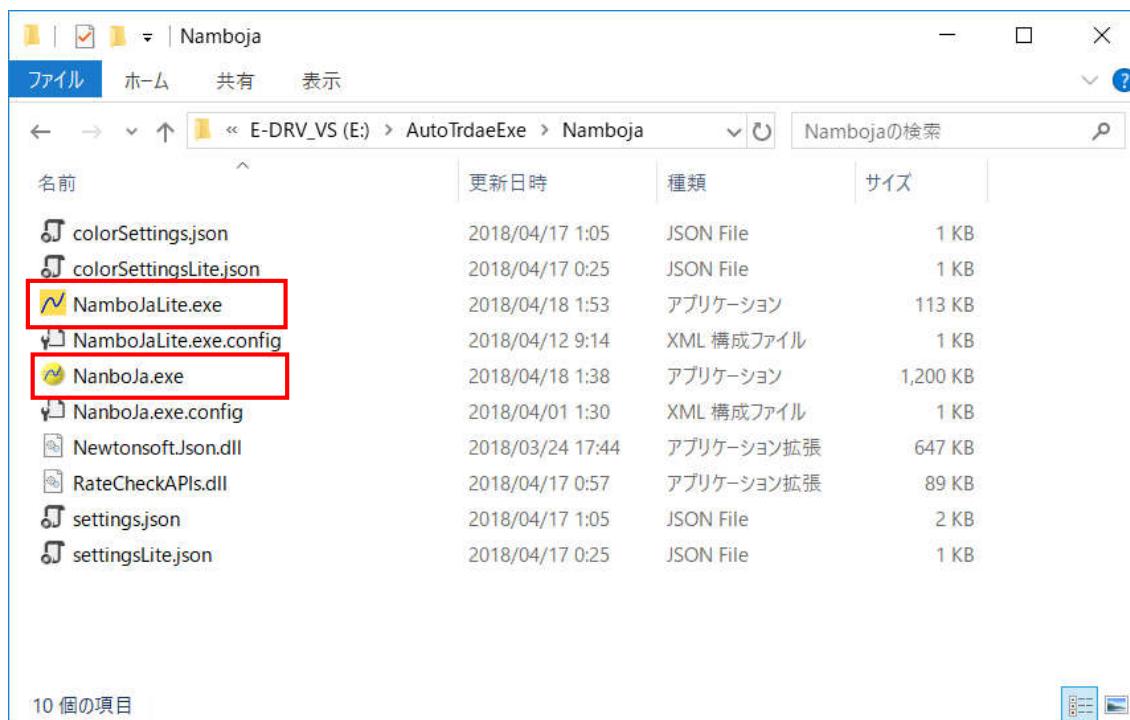 Namboja
ファイル ホーム 共有 表示
« E-DRV_VS (E:) > AutoTrdaeExe > Namboja Nambojaの検索
名前 更新日時 種類 サイズ
colorSettings.json 2018/04/17 1:05 JSON File 1 KB
colorSettingsLite.json 2018/04/17 0:25 JSON File 1 KB
NamboJaLite.exe 2018/04/18 1:53 アプリケーション 113 KB
NamboJaLite.exe.config 2018/04/12 9:14 XML 構成ファイル 1 KB
NanboJa.exe 2018/04/18 1:38 アプリケーション 1,200 KB
NanboJa.exe.config 2018/04/01 1:30 XML 構成ファイル 1 KB
Newtonsoft.Json.dll 2018/03/24 17:44 アプリケーション拡張 647 KB
RateCheckAPIs.dll 2018/04/17 0:57 アプリケーション拡張 89 KB
settings.json 2018/04/17 1:05 JSON File 2 KB
settingsLite.json 2018/04/17 0:25 JSON File 1 KB
10 個の項目